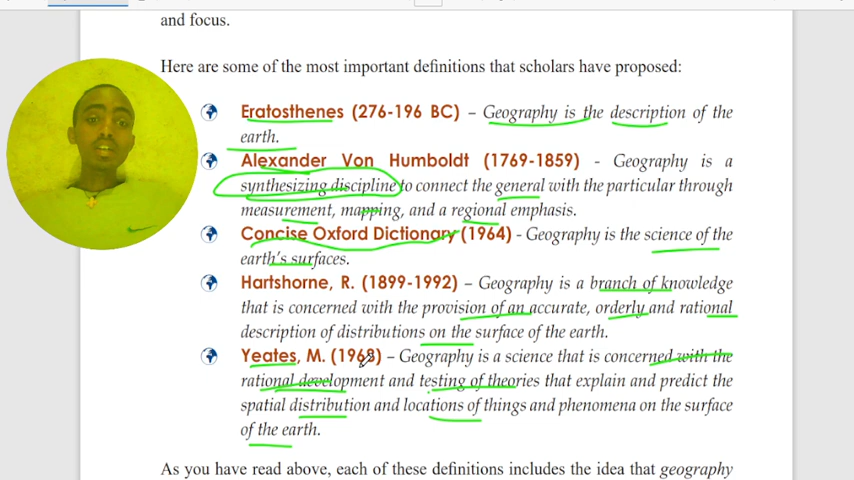 and focus.
Here are some of the most important definitions that scholars have proposed:
Eratosthenes (276-196 BC) – Geography is the description of the
earth.
Alexander Von Humboldt (1769-1859) - Geography is a
synthesizing discipline to connect the general with the particular through
measurement, mapping, and a regional emphasis.
Concise Oxford Dictionary (1964) - Geography is the science of the
earth's surfaces.
Hartshorne, R. (1899-1992) – Geography is a branch of knowledge
that is concerned with the provision of an accurate, orderly and rational
description of distributions on the surface of the earth.
Yeates, M. (1968) – Geography is a science that is concerned with the
rational development and testing of theories that explain and predict the
spatial distribution and locations of things and phenomena on the surface
of the earth.
As you have read above, each of these definitions includes the idea that geography